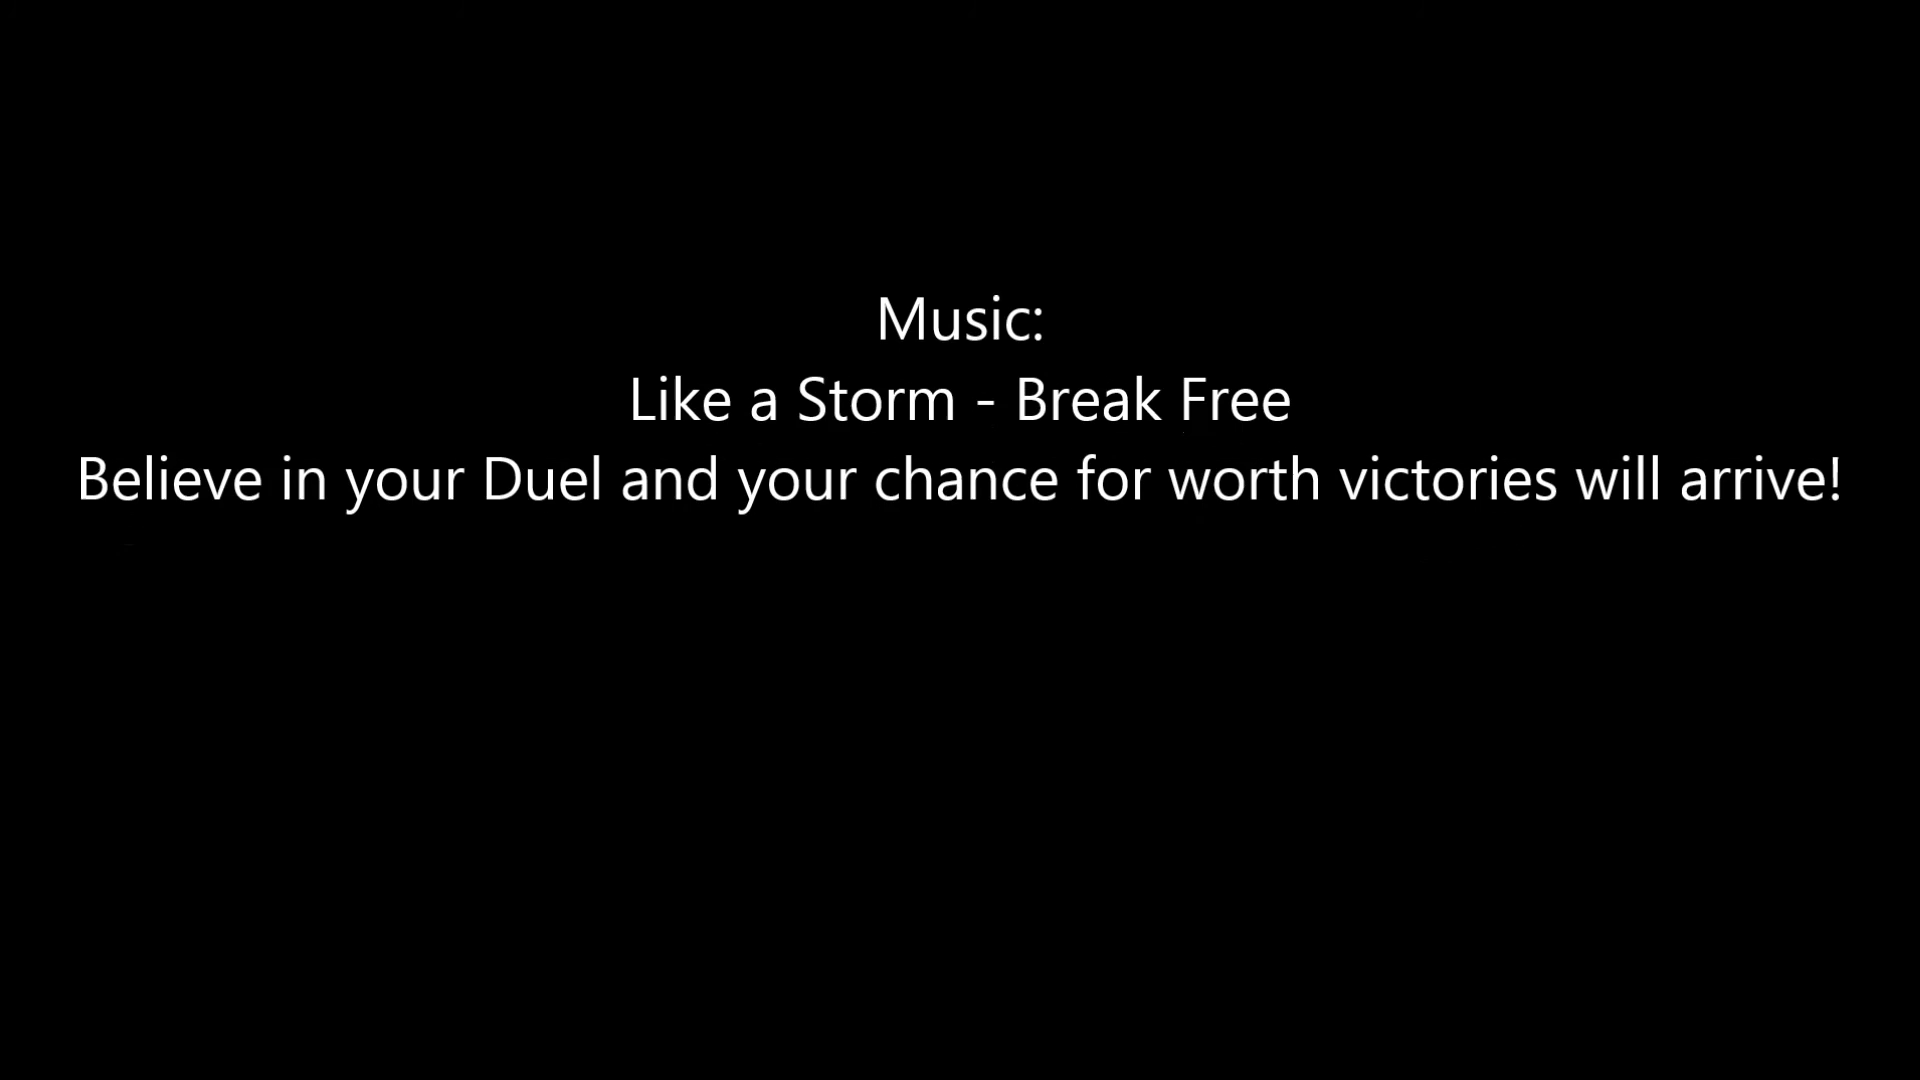 Music:
Like a Storm - Break Free
Believe in your Duel and your chance for worth victories will arrive!